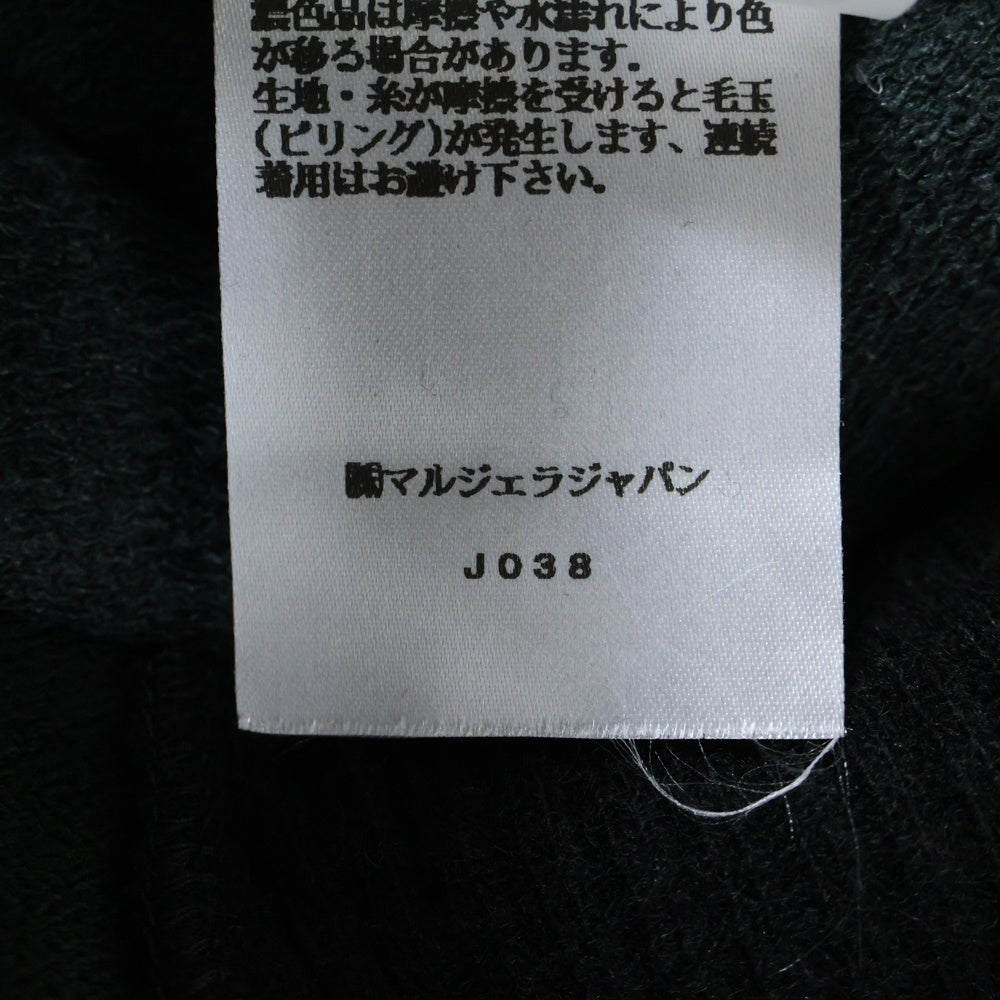 濃色品は摩擦や水濡れにより色
が移る場合があります。
生地・糸が摩擦を受けると毛玉
(ピリング)が発生します、連続
着用はお避け下さい。
㈱マルジェラジャパン
J038